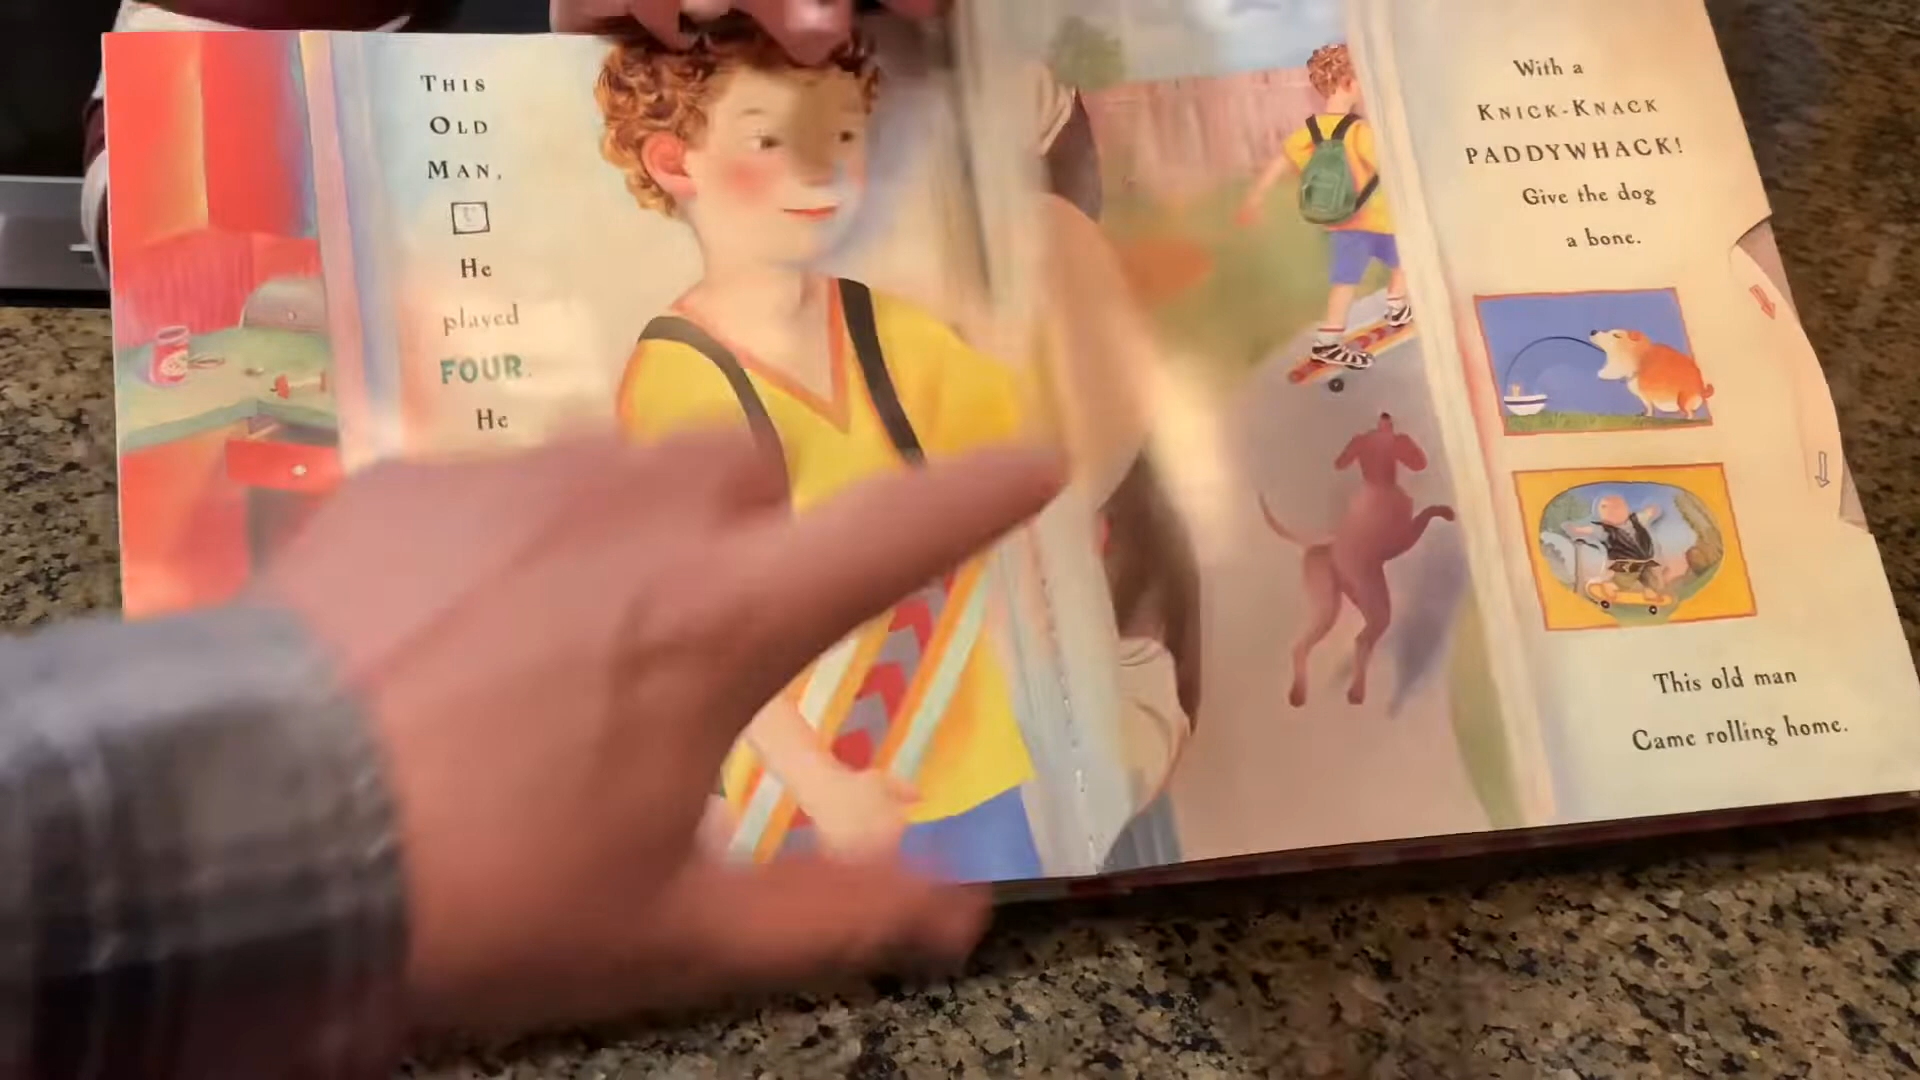 THIS
OLD
MAN,
He
played
FOUR.
He
With a
KNICK-KNACK
PADDYWHACK!
Give the dog
a bone.
This old man
Came rolling home.